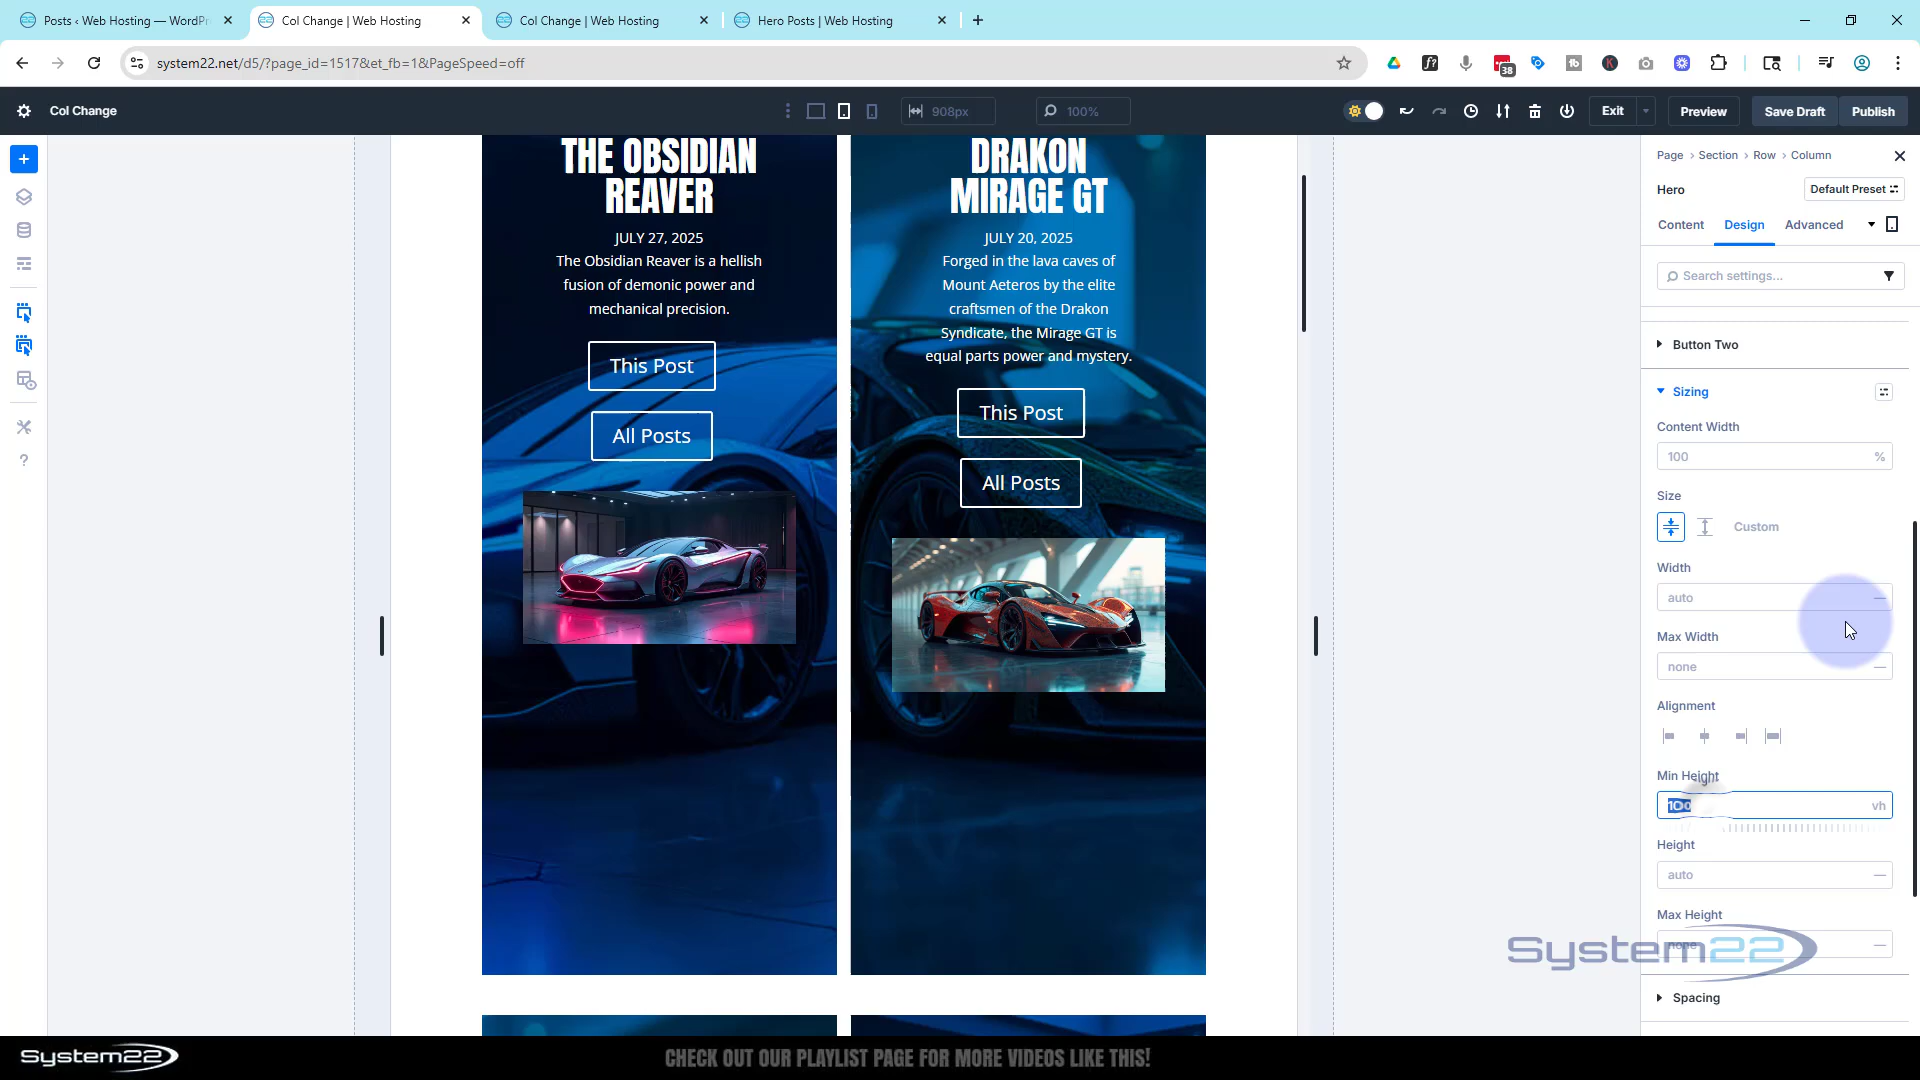 Posts ‹ Web Hosting — WordPr
Col Change | Web Hosting
Col Change | Web Hosting
Hero Posts | Web Hosting
system22.net/d5/?page_id=1517&et_fb=1&PageSpeed=off
38
Col Change
908px
100%
Exit
Preview
Save Draft
Publish
Page > Section > Row > Column
Hero
Default Preset
Content
Design
Advanced
Search settings...
Button Two
Sizing
Content Width
100 %
Size
Custom
Width
auto
Max Width
none
Alignment
Min Height
100 vh
Height
auto
Max Height
none
Spacing
THE OBSIDIAN
REAVER
JULY 27, 2025
The Obsidian Reaver is a hellish
fusion of demonic power and
mechanical precision.
This Post
All Posts
DRAKON
MIRAGE GT
JULY 20, 2025
Forged in the lava caves of
Mount Aeteros by the elite
craftsmen of the Drakon
Syndicate, the Mirage GT is
equal parts power and mystery.
This Post
All Posts
System22
System22
CHECK OUT OUR PLAYLIST PAGE FOR MORE VIDEOS LIKE THIS!